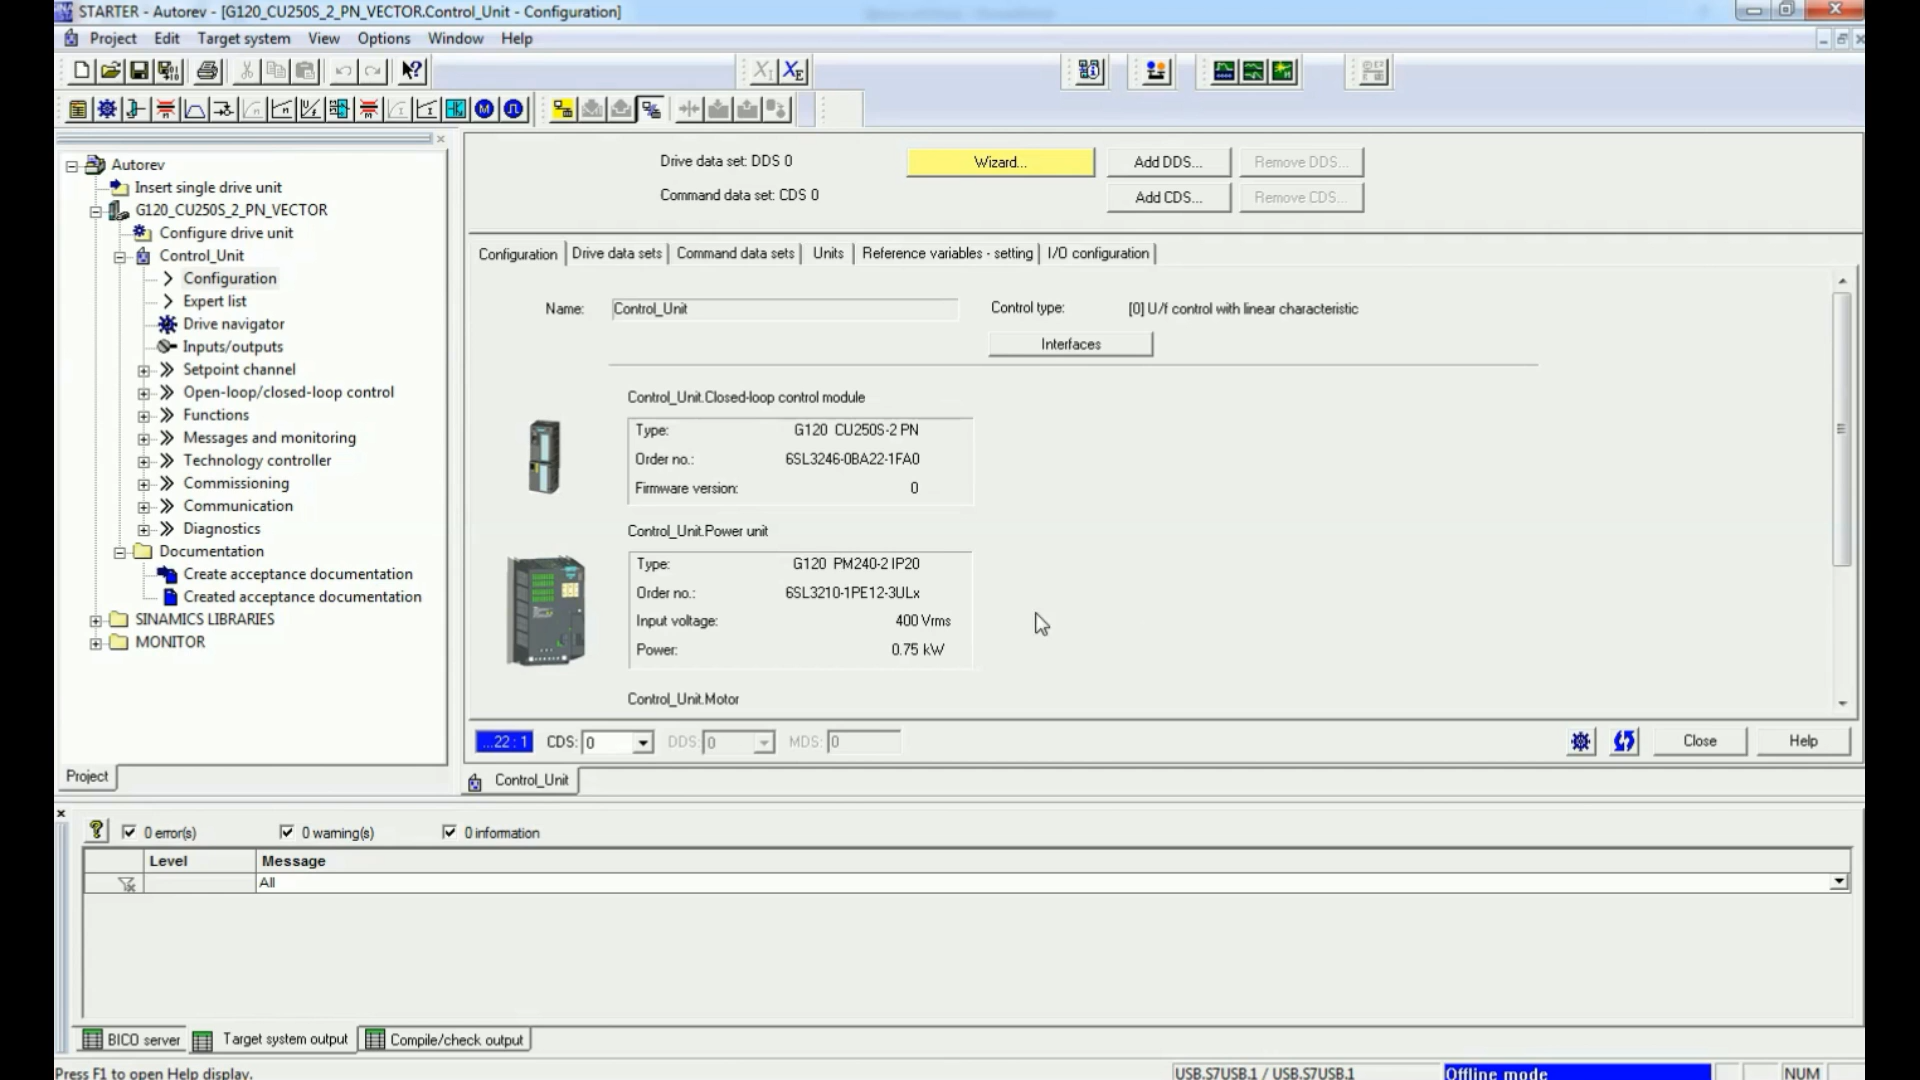 STARTER - Autorev - [G120_CU250S_2_PN_VECTOR.Control_Unit - Configuration]
Project Edit Target system View Options Window Help
Autorev
Insert single drive unit
G120_CU250S_2_PN_VECTOR
Configure drive unit
Control_Unit
Configuration
Expert list
Drive navigator
Inputs/outputs
Setpoint channel
Open-loop/closed-loop control
Functions
Messages and monitoring
Technology controller
Commissioning
Communication
Diagnostics
Documentation
Create acceptance documentation
Created acceptance documentation
SINAMICS LIBRARIES
MONITOR
Project
Drive data set: DDS 0 Wizard... Add DDS... Remove DDS...
Command data set: CDS 0 Add CDS... Remove CDS...
Configuration Drive data sets Command data sets Units Reference variables - setting I/O configuration
Name: Control_Unit Control type: [0] U/f control with linear characteristic
Interfaces
Control_Unit.Closed-loop control module
Type: G120 CU250S-2 PN
Order no.: 6SL3246-0BA22-1FA0
Firmware version: 0
Control_Unit.Power unit
Type: G120 PM240-2 IP20
Order no.: 6SL3210-1PE12-3ULx
Input voltage: 400 Vrms
Power: 0.75 kW
Control_Unit.Motor
...22 : 1 CDS: 0 DDS: 0 MDS: 0 Close Help
Control_Unit
0 error(s) 0 warning(s) 0 information
Level Message
All
BICO server Target system output Compile/check output
Press F1 to open Help display. USB.S7USB.1 / USB.S7USB.1 Offline mode NUM